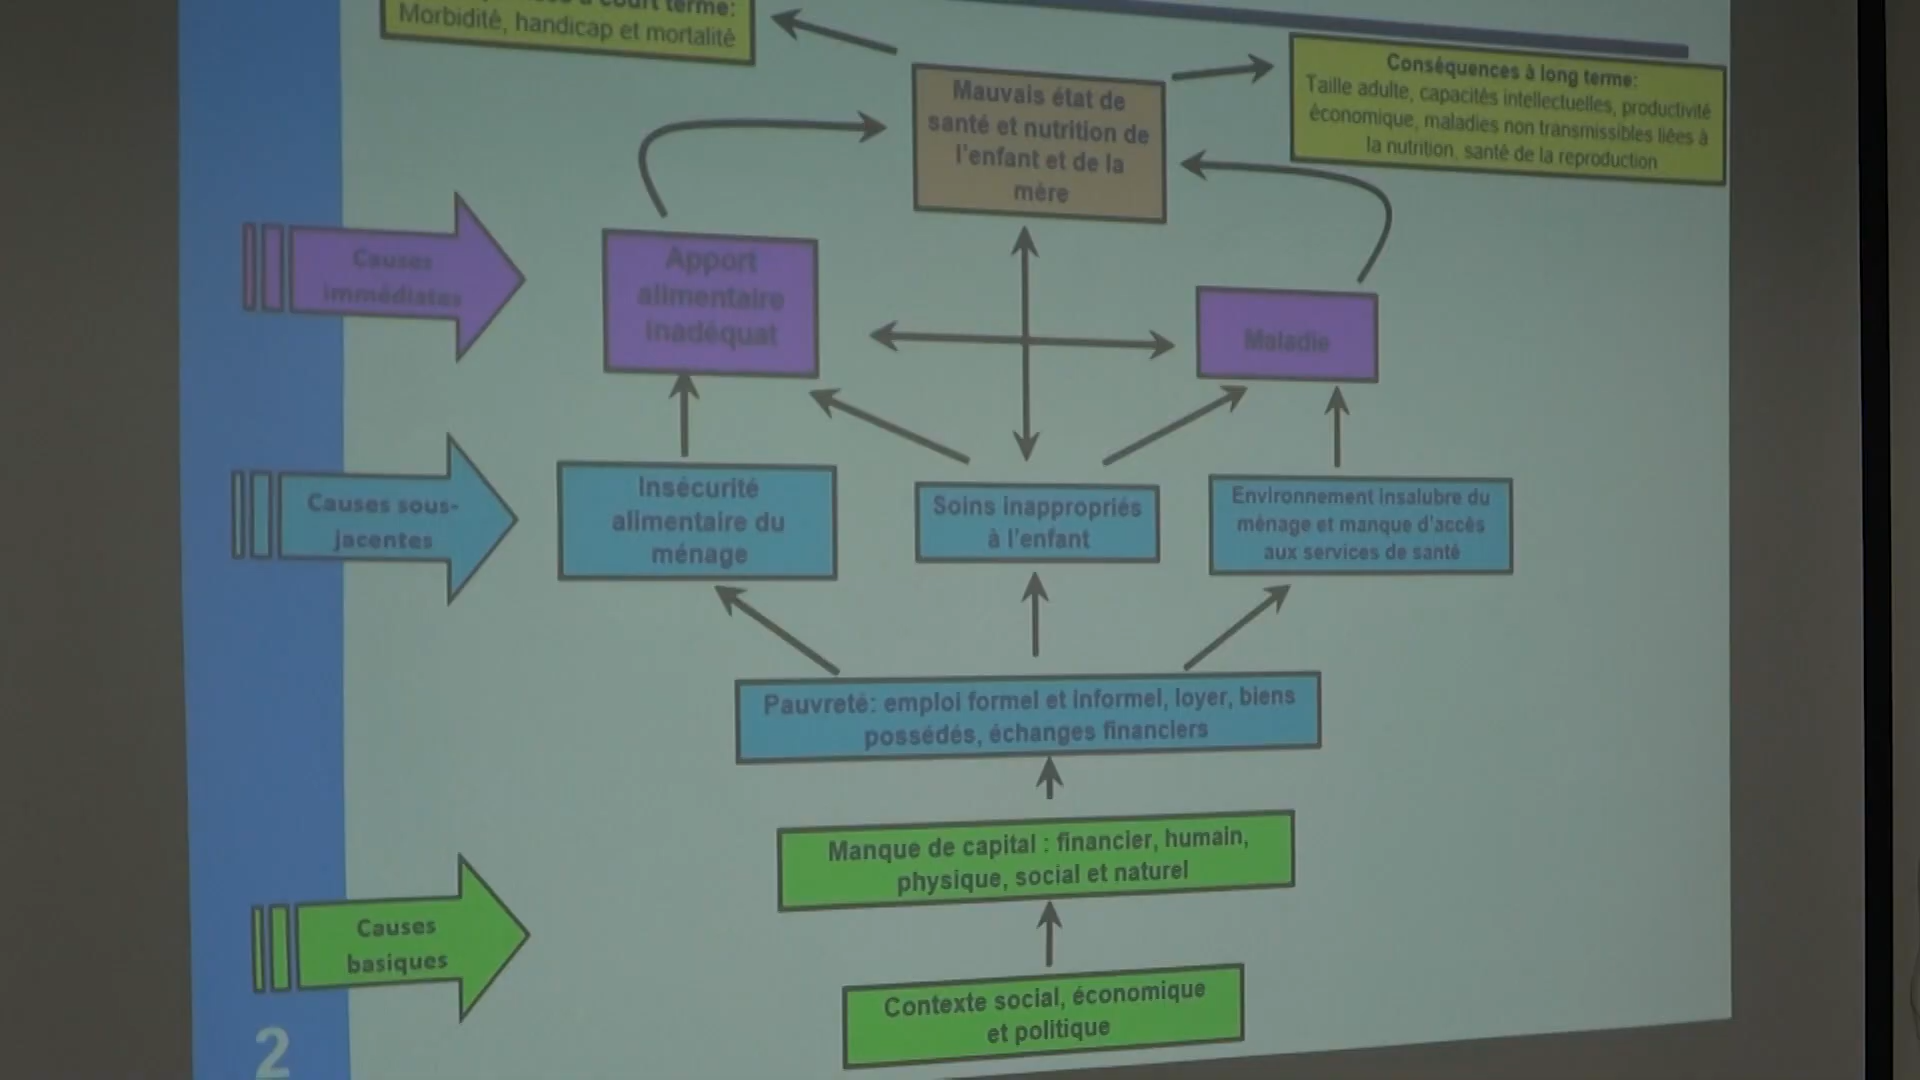 court terme:
Morbidité, handicap et mortalité
Conséquences à long terme:
Taille adulte, capacités intellectuelles, productivité
économique, maladies non transmissibles liées à
la nutrition, santé de la reproduction
Mauvais état de
santé et nutrition de
l'enfant et de la
mère
Causes
immédiates
Apport
alimentaire
inadéquat
Maladie
Causes sous-
jacentes
Insécurité
alimentaire du
ménage
Soins inappropriés
à l'enfant
Environnement insalubre du
ménage et manque d'accès
aux services de santé
Pauvreté: emploi formel et informel, loyer, biens
possédés, échanges financiers
Manque de capital : financier, humain,
physique, social et naturel
Causes
basiques
Contexte social, économique
et politique
2